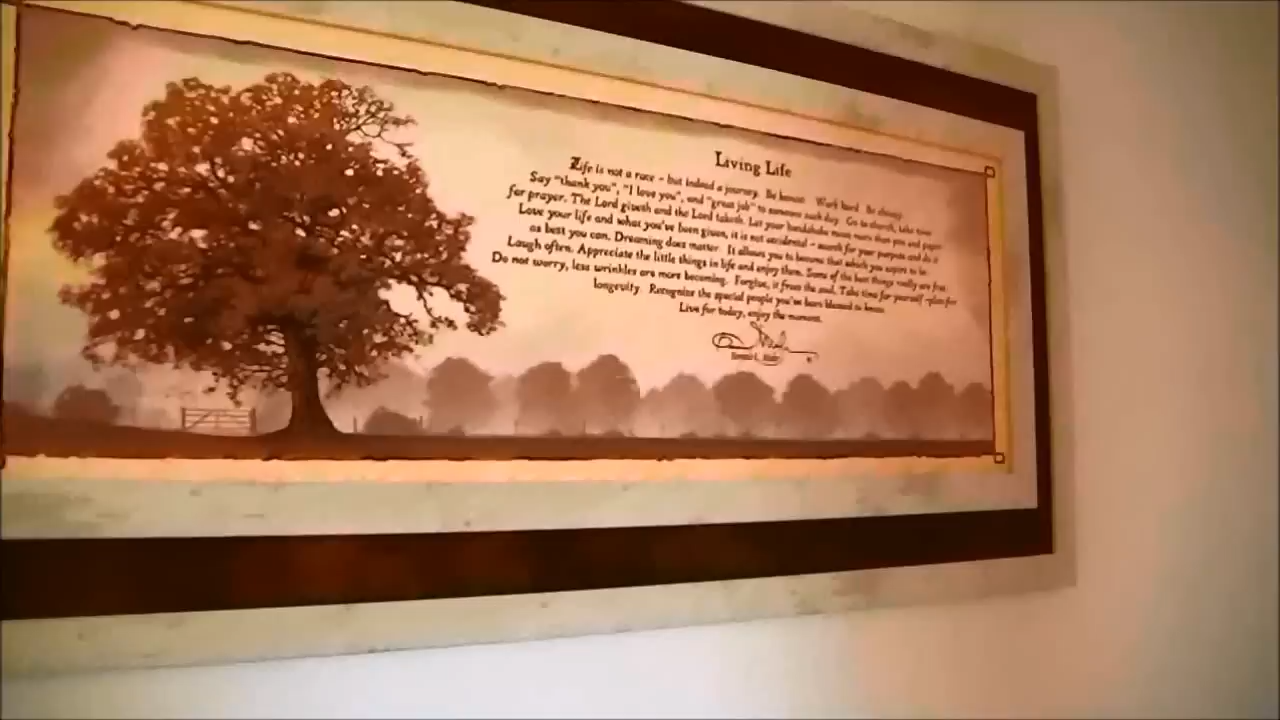 Living Life
Life is not a race - but indeed a journey. Be honest. Work hard. Be choosy.
Say "thank you", "I love you", and "great job" to someone each day. Go to church, take time
for prayer. The Lord giveth and the Lord taketh. Let your handshake mean more than pen and paper.
Love your life and what you've been given, it is not accidental - search for your purpose and do it
as best you can. Dreaming does matter. It allows you to become that which you aspire to be.
Laugh often. Appreciate the little things in life and enjoy them. Some of the best things really are free.
Do not worry, less wrinkles are more becoming. Forgive, it frees the soul. Take time for yourself - plan for
longevity. Recognize the special people you've been blessed to know.
Live for today, enjoy the moment.